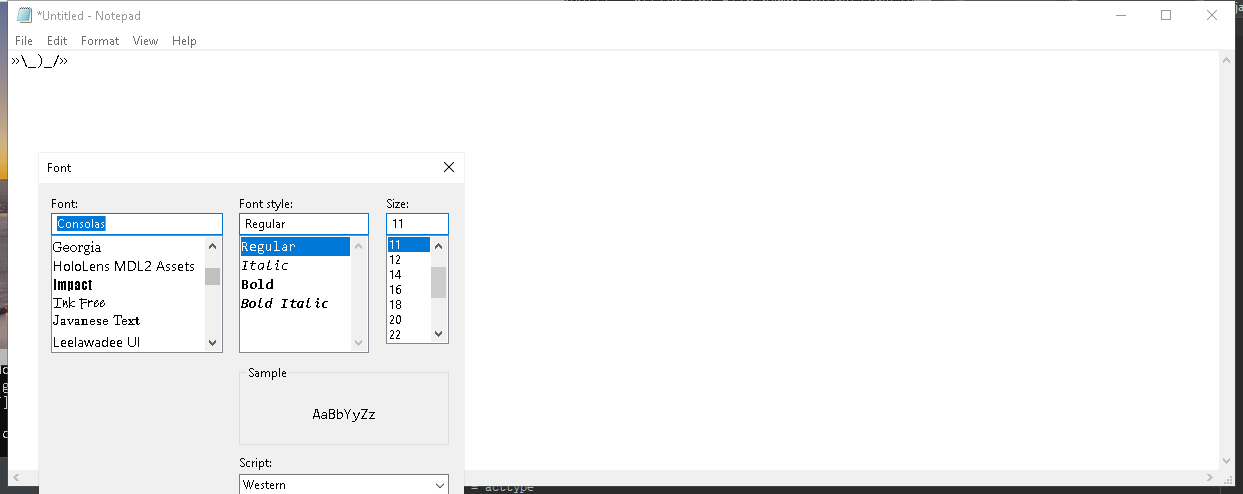 *Untitled - Notepad
File Edit Format View Help
»\_)_/»
Font
Font: Font style: Size:
Consolas Regular 11
Georgia
HoloLens MDL2 Assets
Impact
Ink Free
Javanese Text
Leelawadee UI
Regular
Italic
Bold
Bold Italic
11
12
14
16
18
20
22
Sample
AaBbYyZz
Script:
Western
= acttype